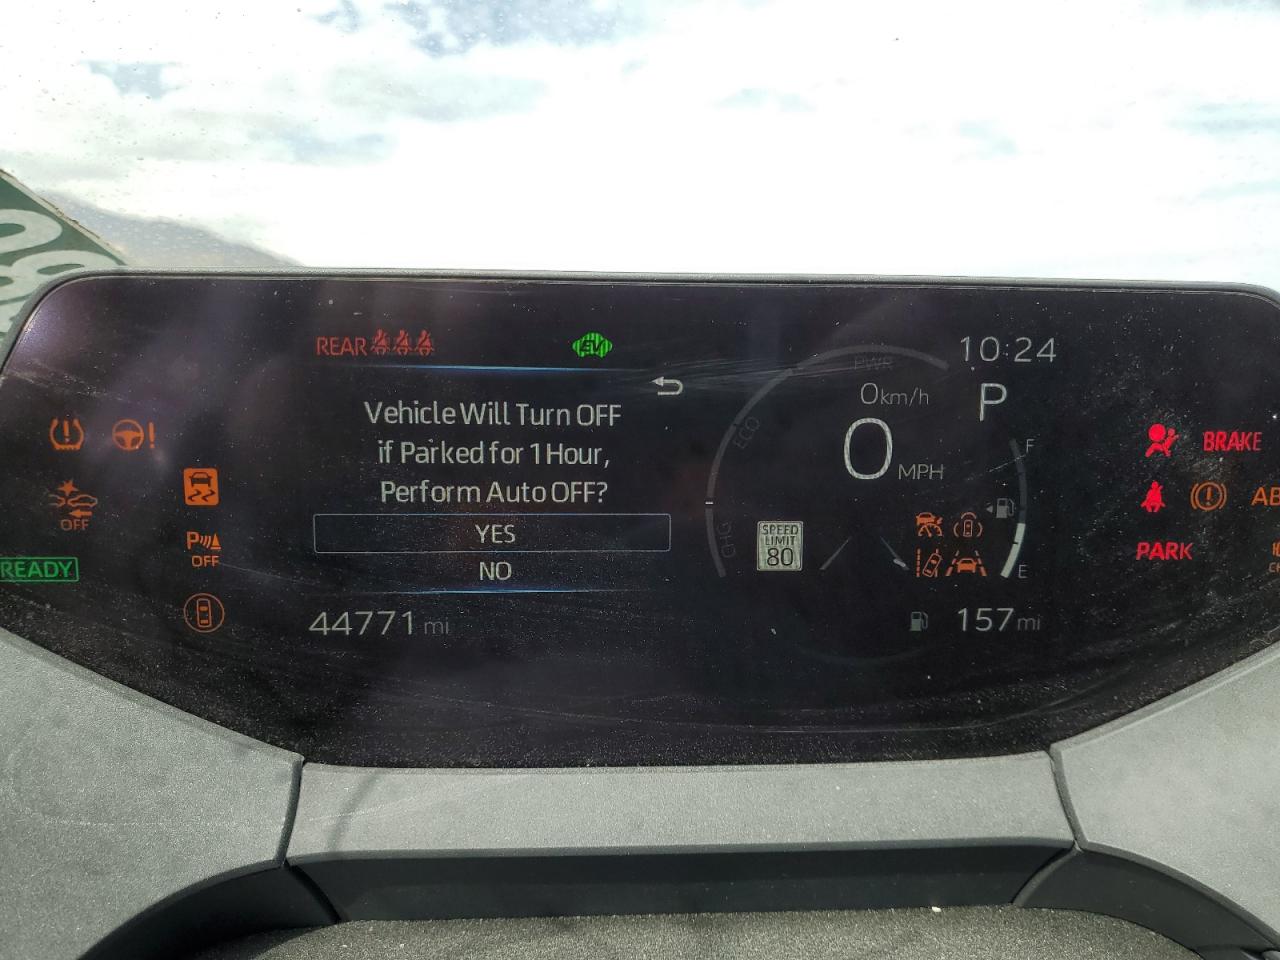 REAR
EV
PWR
10:24
0 km/h
P
Vehicle Will Turn OFF
if Parked for 1 Hour,
Perform Auto OFF?
YES
NO
ECO
0 MPH
F
BRAKE
OFF
SPEED
LIMIT
80
CHG
P
OFF
E
AB
PARK
READY
44771 mi
157 mi